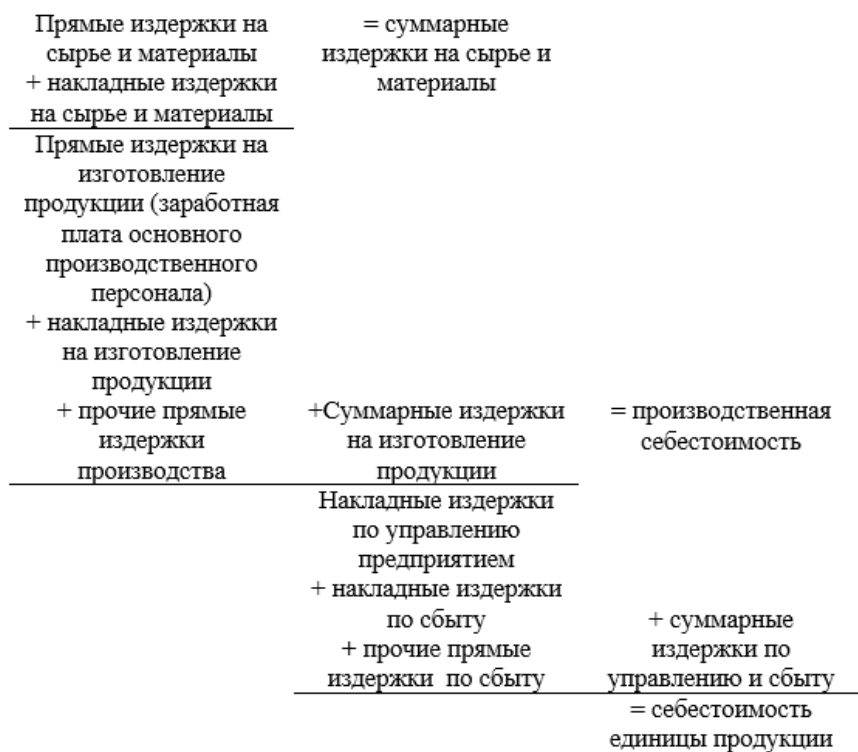 Прямые издержки на
сырье и материалы
+ накладные издержки
на сырье и материалы
= суммарные
издержки на сырье и
материалы
Прямые издержки на
изготовление
продукции (заработная
плата основного
производственного
персонала)
+ накладные издержки
на изготовление
продукции
+ прочие прямые
издержки
производства
+Суммарные издержки
на изготовление
продукции
= производственная
себестоимость
Накладные издержки
по управлению
предприятием
+ накладные издержки
по сбыту
+ прочие прямые
издержки по сбыту
+ суммарные
издержки по
управлению и сбыту
= себестоимость
единицы продукции